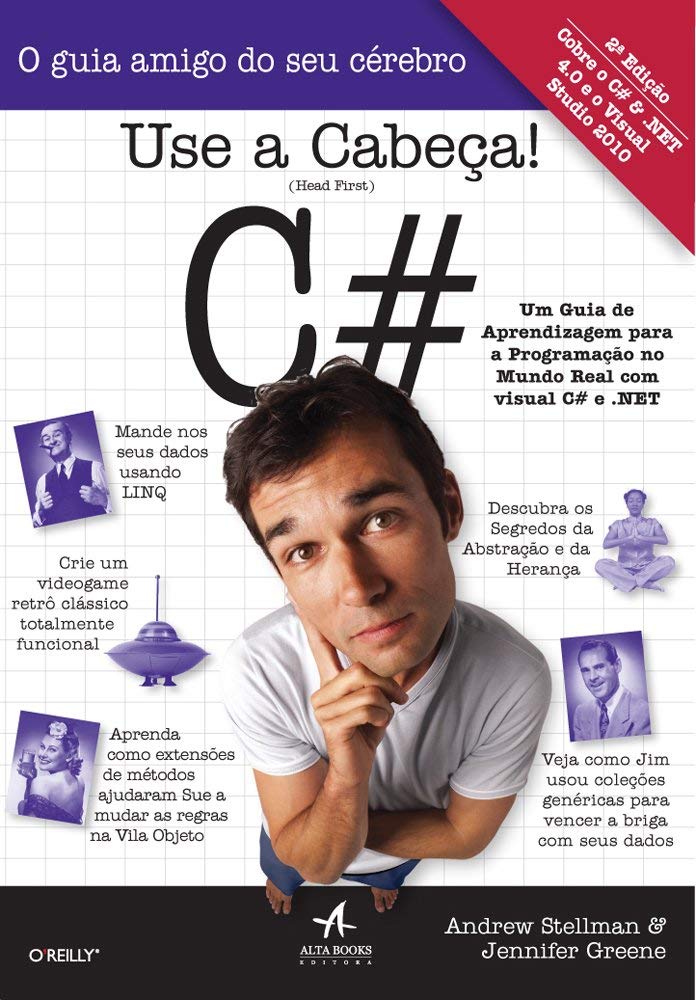 O guia amigo do seu cérebro
2ª Edição
Cobre o C# & .NET
4.0 e o Visual
Studio 2010
Use a Cabeça!
(Head First)
C#
Um Guia de
Aprendizagem para
a Programação no
Mundo Real com
visual C# e .NET
Mande nos
seus dados
usando
LINQ
Descubra os
Segredos da
Abstração e da
Herança
Crie um
videogame
retrô clássico
totalmente
funcional
Aprenda
como extensões
de métodos
ajudaram Sue a
mudar as regras
na Vila Objeto
Veja como Jim
usou coleções
genéricas para
vencer a briga
com seus dados
O'REILLY®
ALTA BOOKS
EDITORA
Andrew Stellman &
Jennifer Greene